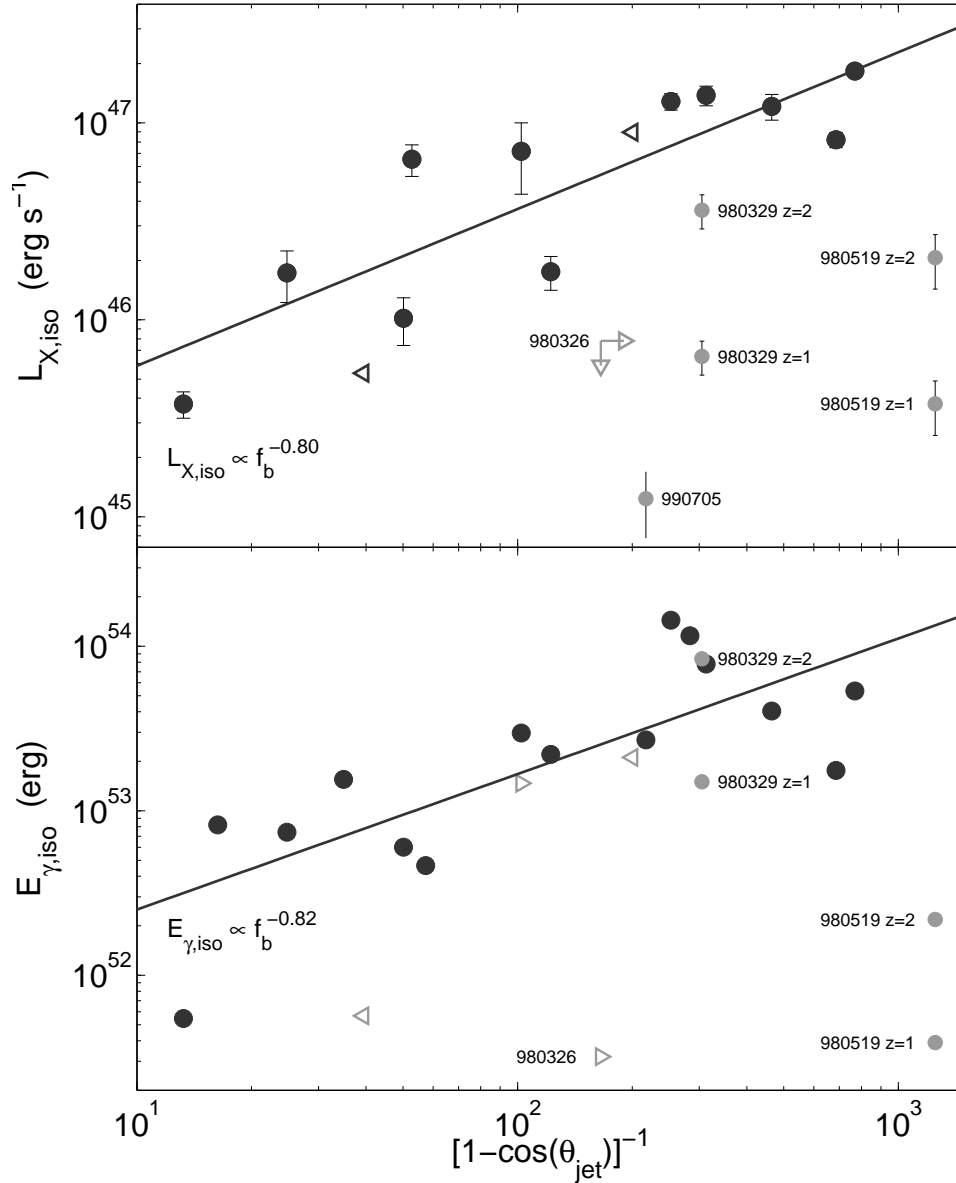 10^47
10^46
10^45
L_X,iso (erg s^−1)
980329 z=2
980519 z=2
980326
980329 z=1
980519 z=1
990705
L_X,iso ∝ f_b^−0.80
10^54
10^53
10^52
E_γ,iso (erg)
980329 z=2
980329 z=1
980519 z=2
E_γ,iso ∝ f_b^−0.82
980326
980519 z=1
10^1
10^2
10^3
[1−cos(θ_jet)]^−1